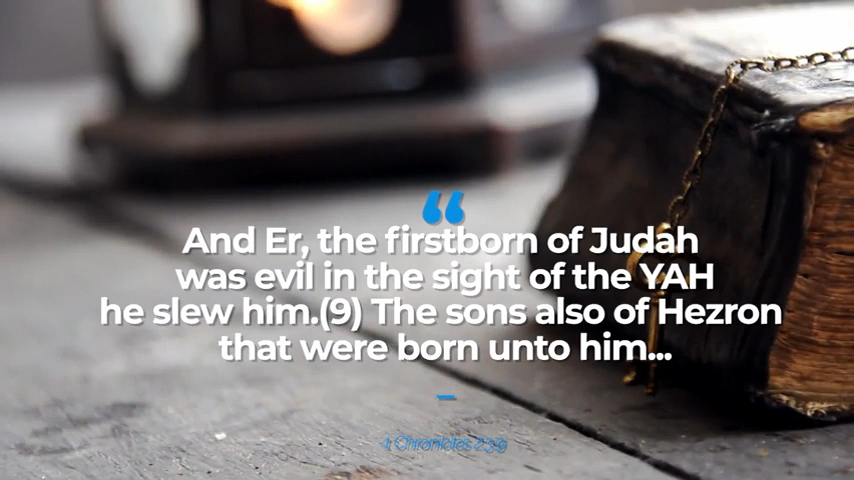 “
And Er, the firstborn of Judah
was evil in the sight of the YAH
he slew him.(9) The sons also of Hezron
that were born unto him...
1 Chronicles 2:3,9